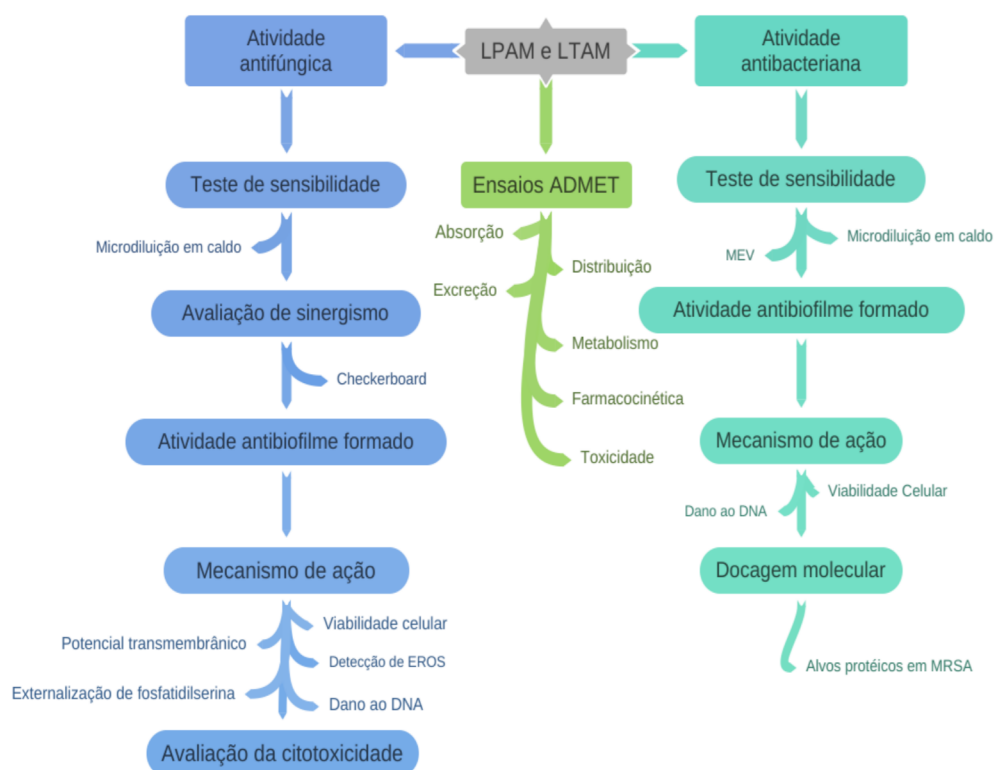 LPAM e LTAM
Atividade
antifúngica
Teste de sensibilidade
Microdiluição em caldo
Avaliação de sinergismo
Checkerboard
Atividade antibiofilme formado
Mecanismo de ação
Viabilidade celular
Potencial transmembrânico
Detecção de EROS
Externalização de fosfatidilserina
Dano ao DNA
Avaliação da citotoxicidade
Ensaios ADMET
Absorção
Distribuição
Excreção
Metabolismo
Farmacocinética
Toxicidade
Atividade
antibacteriana
Teste de sensibilidade
Microdiluição em caldo
MEV
Atividade antibiofilme formado
Mecanismo de ação
Viabilidade Celular
Dano ao DNA
Docagem molecular
Alvos protéicos em MRSA